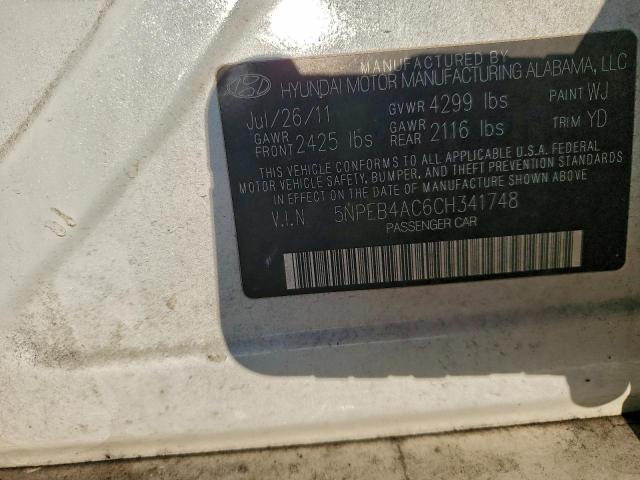 MANUFACTURED BY
HYUNDAI MOTOR MANUFACTURING ALABAMA, LLC
Jul/26/11 GVWR 4299 lbs PAINT WJ
GAWR FRONT 2425 lbs GAWR REAR 2116 lbs TRIM YD
THIS VEHICLE CONFORMS TO ALL APPLICABLE U.S.A. FEDERAL
MOTOR VEHICLE SAFETY, BUMPER, AND THEFT PREVENTION STANDARDS
IN EFFECT ON THE DATE OF MANUFACTURE SHOWN ABOVE
V.I.N 5NPEB4AC6CH341748
PASSENGER CAR